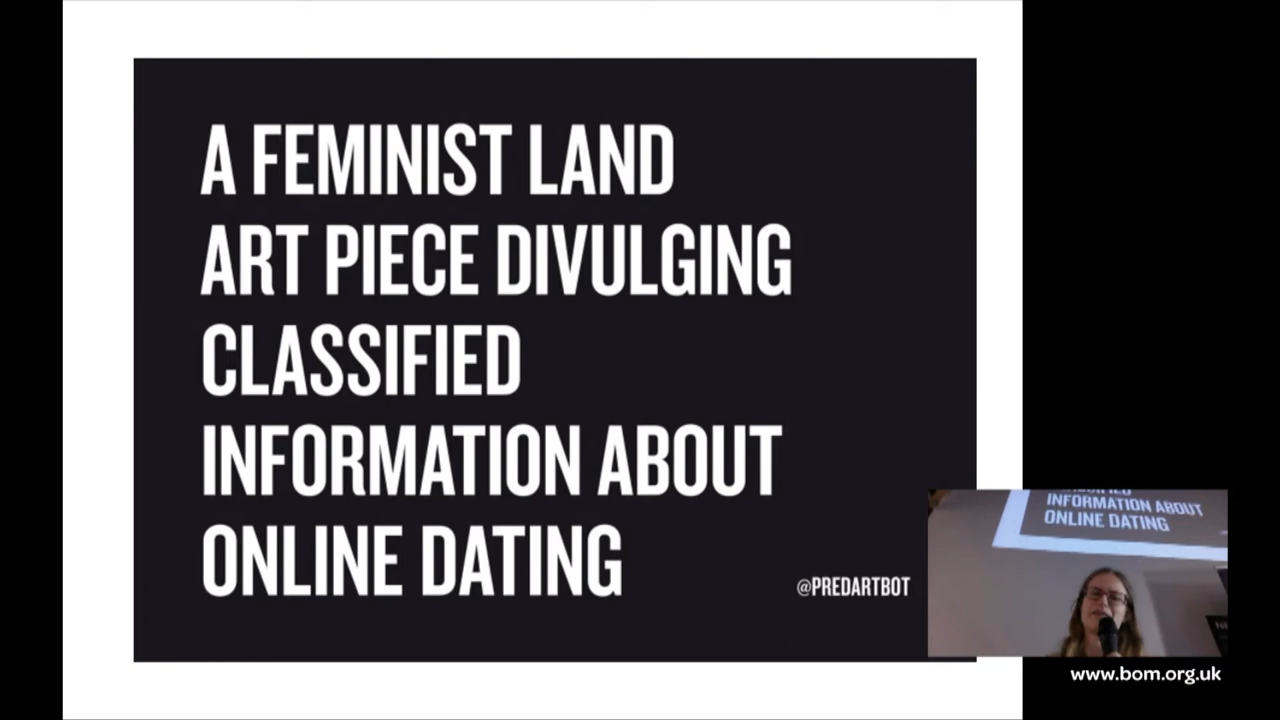 A FEMINIST LAND
ART PIECE DIVULGING
CLASSIFIED
INFORMATION ABOUT
ONLINE DATING
@PREDARTBOT
INFORMATION ABOUT
ONLINE DATING
www.bom.org.uk